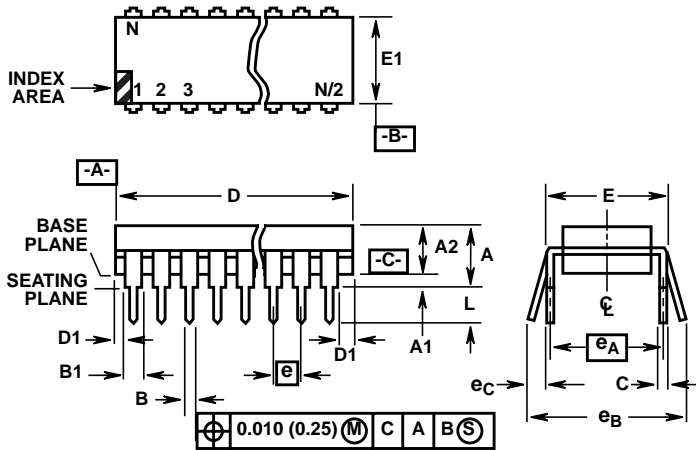 N
INDEX
AREA
1 2 3 N/2
E1
-B-
-A-
D
E
BASE
PLANE
A2
A
-C-
SEATING
PLANE
L
D1
A1
D1
B1
e
B
eA
eC
C
eB
0.010 (0.25) Ⓜ C A B Ⓢ
℄